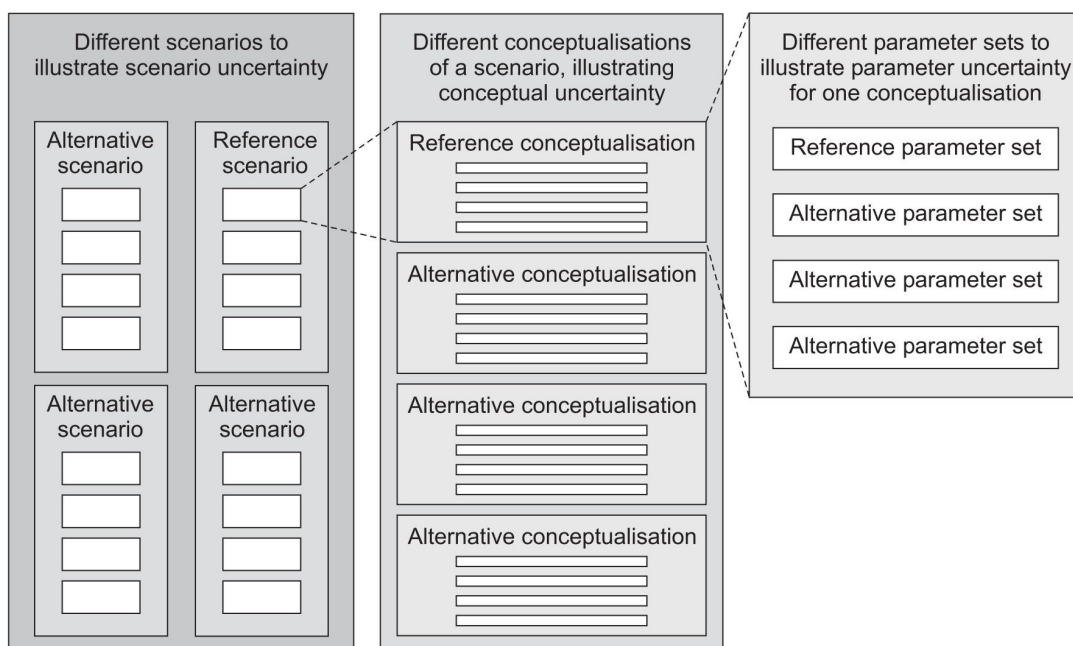 Different scenarios to
illustrate scenario uncertainty
Alternative
scenario
Reference
scenario
Alternative
scenario
Alternative
scenario
Different conceptualisations
of a scenario, illustrating
conceptual uncertainty
Reference conceptualisation
Alternative conceptualisation
Alternative conceptualisation
Alternative conceptualisation
Different parameter sets to
illustrate parameter uncertainty
for one conceptualisation
Reference parameter set
Alternative parameter set
Alternative parameter set
Alternative parameter set